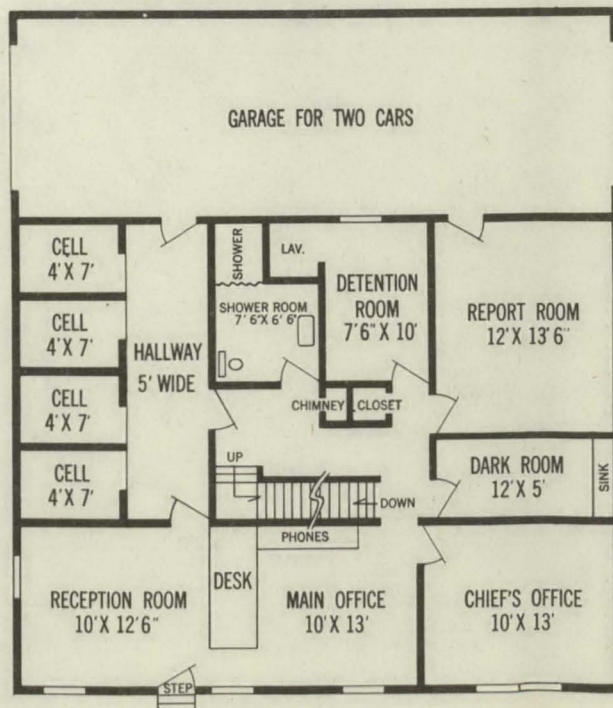 GARAGE FOR TWO CARS
CELL
4' X 7'
SHOWER
LAV.
DETENTION
ROOM
7'6" X 10'
REPORT ROOM
12' X 13'6"
SHOWER ROOM
7' 6" X 6' 6"
CELL
4' X 7'
HALLWAY
5' WIDE
CELL
4' X 7'
CHIMNEY
CLOSET
CELL
4' X 7'
UP
DOWN
DARK ROOM
12' X 5'
SINK
PHONES
DESK
RECEPTION ROOM
10' X 12'6"
MAIN OFFICE
10' X 13'
CHIEF'S OFFICE
10' X 13'
STEP